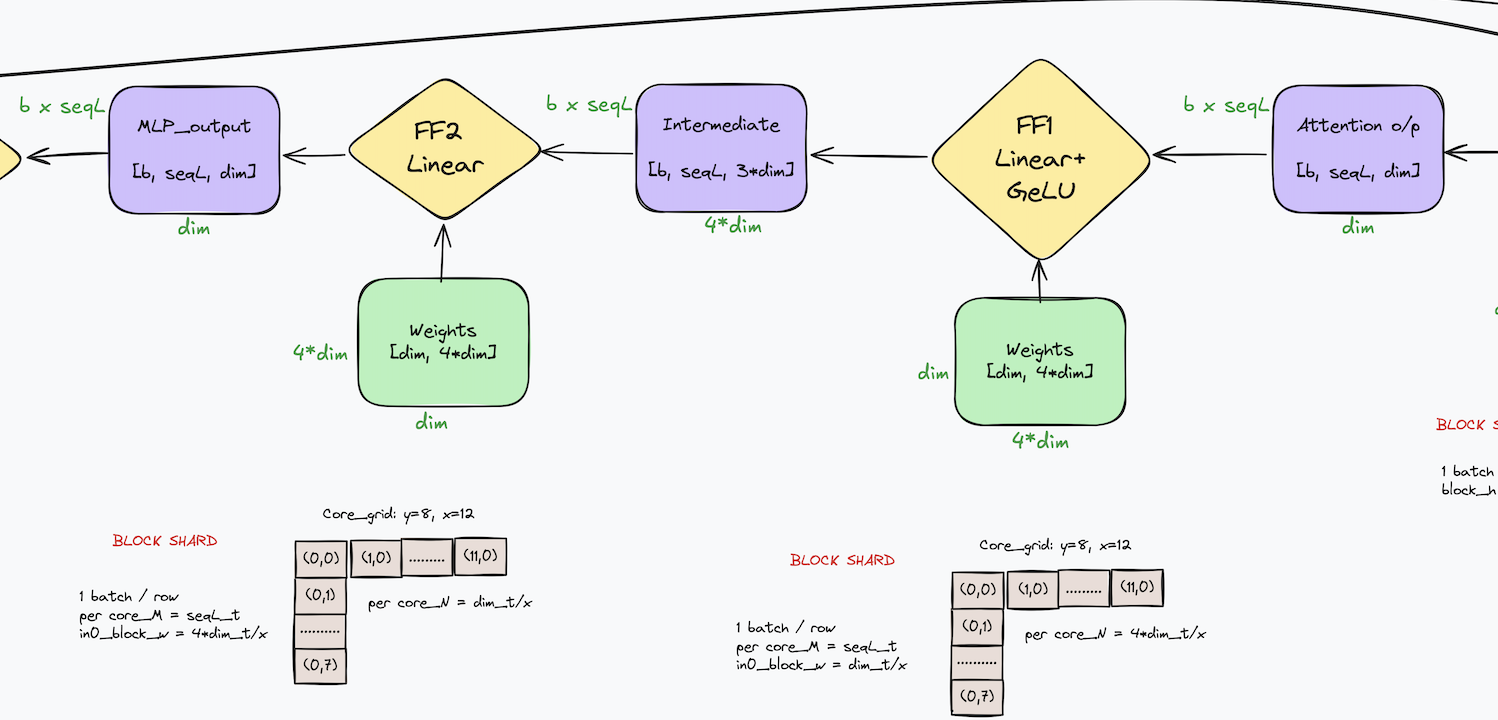 b x seqL
MLP_output
[b, seqL, dim]
dim
FF2
Linear
b x seqL
Intermediate
[b, seqL, 3*dim]
4*dim
FF1
Linear+
GeLU
b x seqL
Attention o/p
[b, seqL, dim]
dim
Weights
[dim, 4*dim]
4*dim
dim
Weights
[dim, 4*dim]
dim
4*dim
BLOCK S
1 batch
block_h
BLOCK SHARD
1 batch / row
per core_M = seqL_t
in0_block_w = 4*dim_t/x
Core_grid: y=8, x=12
(0,0) (1,0) ......... (11,0)
(0,1)
..........
(0,7)
per core_N = dim_t/x
BLOCK SHARD
1 batch / row
per core_M = seqL_t
in0_block_w = dim_t/x
Core_grid: y=8, x=12
(0,0) (1,0) ......... (11,0)
(0,1)
..........
(0,7)
per core_N = 4*dim_t/x